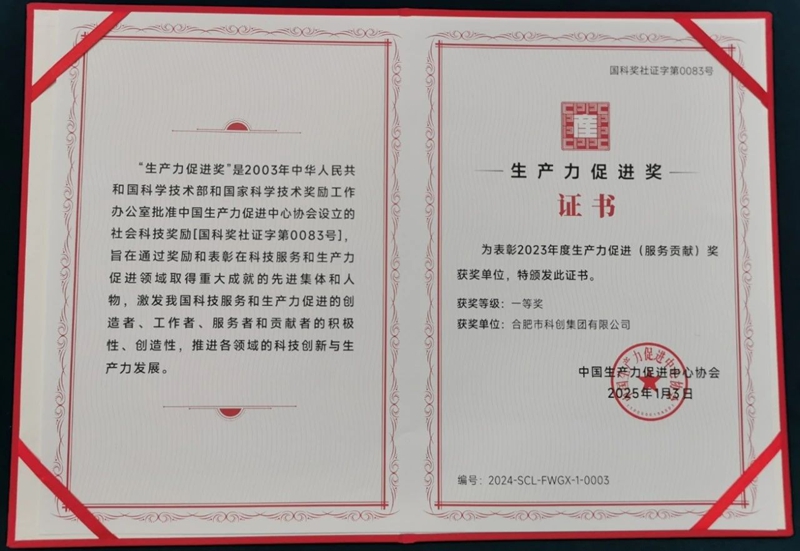 “生产力促进奖”是2003年中华人民共
和国科学技术部和国家科学技术奖励工作
办公室批准中国生产力促进中心协会设立的
社会科技奖励[国科奖社证字第0083号]，
旨在通过奖励和表彰在科技服务和生产力
促进领域取得重大成就的先进集体和人
物，激发我国科技服务和生产力促进的创
造者、工作者、服务者和贡献者的积极
性、创造性，推进各领域的科技创新与生
产力发展。
国科奖社证字第0083号
生产力促进奖
证书
为表彰2023年度生产力促进（服务贡献）奖
获奖单位，特颁发此证书。
获奖等级：一等奖
获奖单位：合肥市科创集团有限公司
中国生产力促进中心协会
2025年1月3日
中国生产力促进中心协会
编号：2024-SCL-FWGX-1-0003